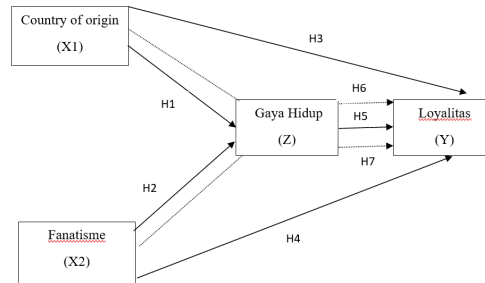 Country of origin
(X1)
H3
H6
H1
Gaya Hidup
(Z)
H5
Loyalitas
(Y)
H7
H2
Fanatisme
(X2)
H4